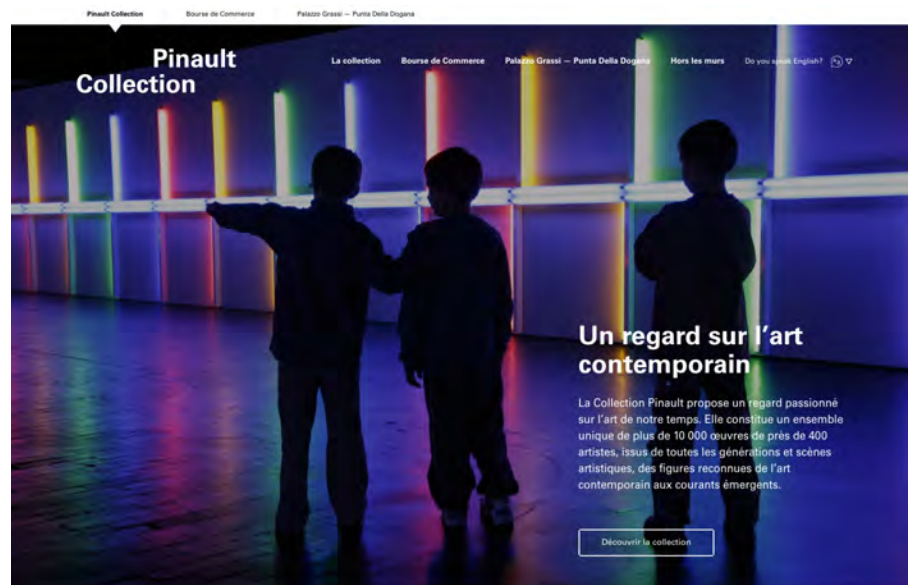 Pinault Collection Bourse de Commerce Palazzo Grassi — Punta Della Dogana
Pinault
Collection
La collection Bourse de Commerce Palazzo Grassi — Punta Della Dogana Hors les murs Do you speak English?
Un regard sur l'art
contemporain
La Collection Pinault propose un regard passionné
sur l'art de notre temps. Elle constitue un ensemble
unique de plus de 10 000 œuvres de près de 400
artistes, issus de toutes les générations et scènes
artistiques, des figures reconnues de l'art
contemporain aux courants émergents.
Découvrir la collection